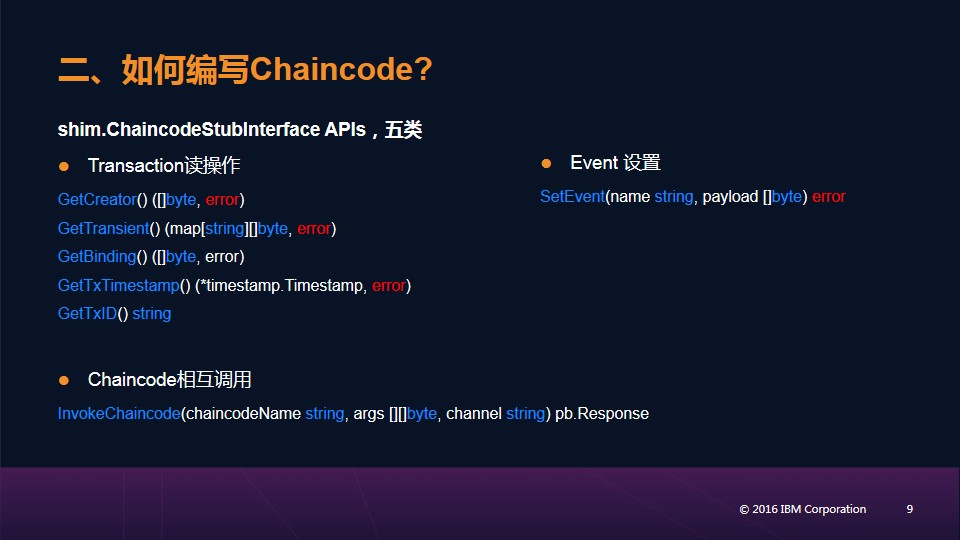 二、如何编写Chaincode?
shim.ChaincodeStubInterface APIs，五类
● Transaction读操作
GetCreator() ([]byte, error)
GetTransient() (map[string][]byte, error)
GetBinding() ([]byte, error)
GetTxTimestamp() (*timestamp.Timestamp, error)
GetTxID() string
● Event 设置
SetEvent(name string, payload []byte) error
● Chaincode相互调用
InvokeChaincode(chaincodeName string, args [][]byte, channel string) pb.Response
© 2016 IBM Corporation
9